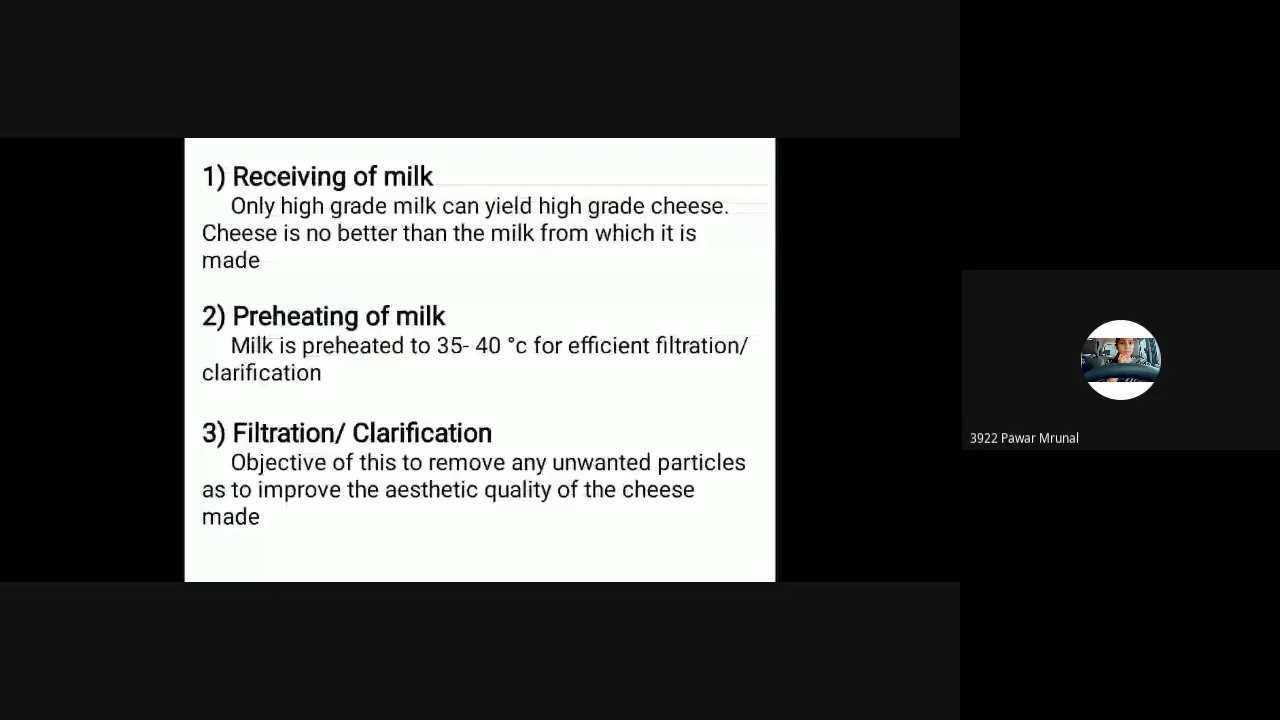 1) Receiving of milk
Only high grade milk can yield high grade cheese.
Cheese is no better than the milk from which it is
made
2) Preheating of milk
Milk is preheated to 35- 40 °c for efficient filtration/
clarification
3) Filtration/ Clarification
Objective of this to remove any unwanted particles
as to improve the aesthetic quality of the cheese
made
3922 Pawar Mrunal